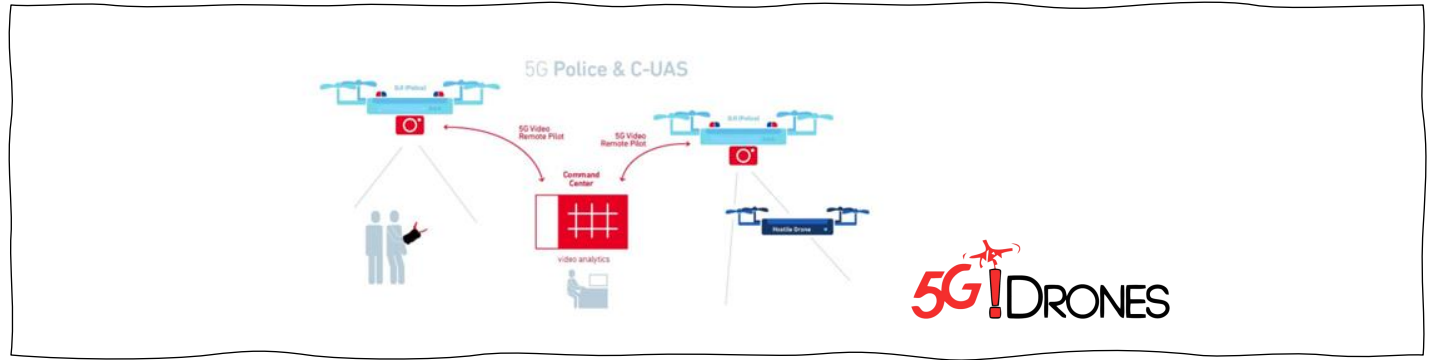 5G Police & C-UAS
5G Video
Remote Pilot
5G Video
Remote Pilot
Command
Center
Hostile Drone
video analytics
5G!DRONES